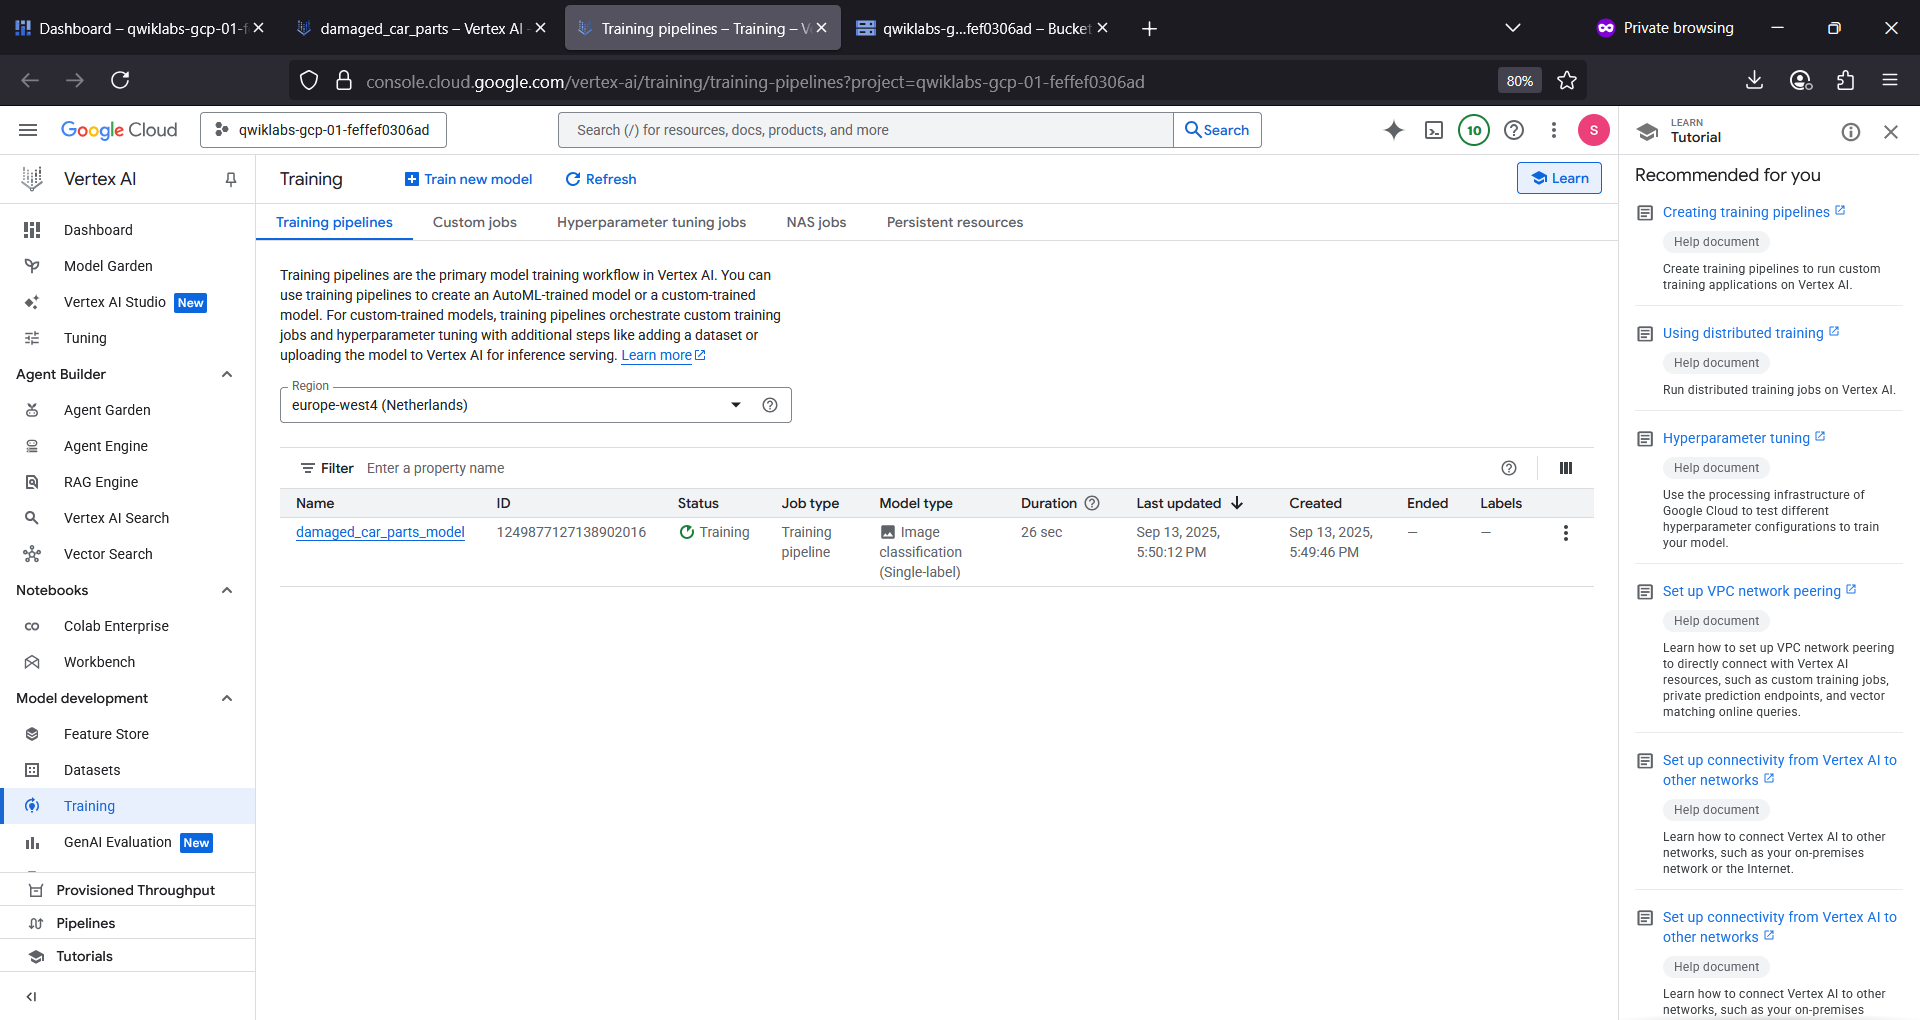 Dashboard – qwiklabs-gcp-01-f
damaged_car_parts – Vertex AI -
Training pipelines – Training – V
qwiklabs-g...fef0306ad – Bucket
Private browsing
console.cloud.google.com/vertex-ai/training/training-pipelines?project=qwiklabs-gcp-01-feffef0306ad
80%
Google Cloud
qwiklabs-gcp-01-feffef0306ad
Search (/) for resources, docs, products, and more
Search
10
S
LEARN
Tutorial
Vertex AI
Dashboard
Model Garden
Vertex AI Studio New
Tuning
Agent Builder
Agent Garden
Agent Engine
RAG Engine
Vertex AI Search
Vector Search
Notebooks
Colab Enterprise
Workbench
Model development
Feature Store
Datasets
Training
GenAI Evaluation New
Provisioned Throughput
Pipelines
Tutorials
Training
Train new model
Refresh
Learn
Training pipelines
Custom jobs
Hyperparameter tuning jobs
NAS jobs
Persistent resources
Training pipelines are the primary model training workflow in Vertex AI. You can
use training pipelines to create an AutoML-trained model or a custom-trained
model. For custom-trained models, training pipelines orchestrate custom training
jobs and hyperparameter tuning with additional steps like adding a dataset or
uploading the model to Vertex AI for inference serving. Learn more
Region
europe-west4 (Netherlands)
Filter Enter a property name
Name ID Status Job type Model type Duration Last updated Created Ended Labels
damaged_car_parts_model 1249877127138902016 Training Training Image 26 sec Sep 13, 2025, Sep 13, 2025, — —
pipeline classification 5:50:12 PM 5:49:46 PM
(Single-label)
Recommended for you
Creating training pipelines
Help document
Create training pipelines to run custom
training applications on Vertex AI.
Using distributed training
Help document
Run distributed training jobs on Vertex AI.
Hyperparameter tuning
Help document
Use the processing infrastructure of
Google Cloud to test different
hyperparameter configurations to train
your model.
Set up VPC network peering
Help document
Learn how to set up VPC network peering
to directly connect with Vertex AI
resources, such as custom training jobs,
private prediction endpoints, and vector
matching online queries.
Set up connectivity from Vertex AI to
other networks
Help document
Learn how to connect Vertex AI to other
networks, such as your on-premises
network or the Internet.
Set up connectivity from Vertex AI to
other networks
Help document
Learn how to connect Vertex AI to other
networks, such as your on-premises